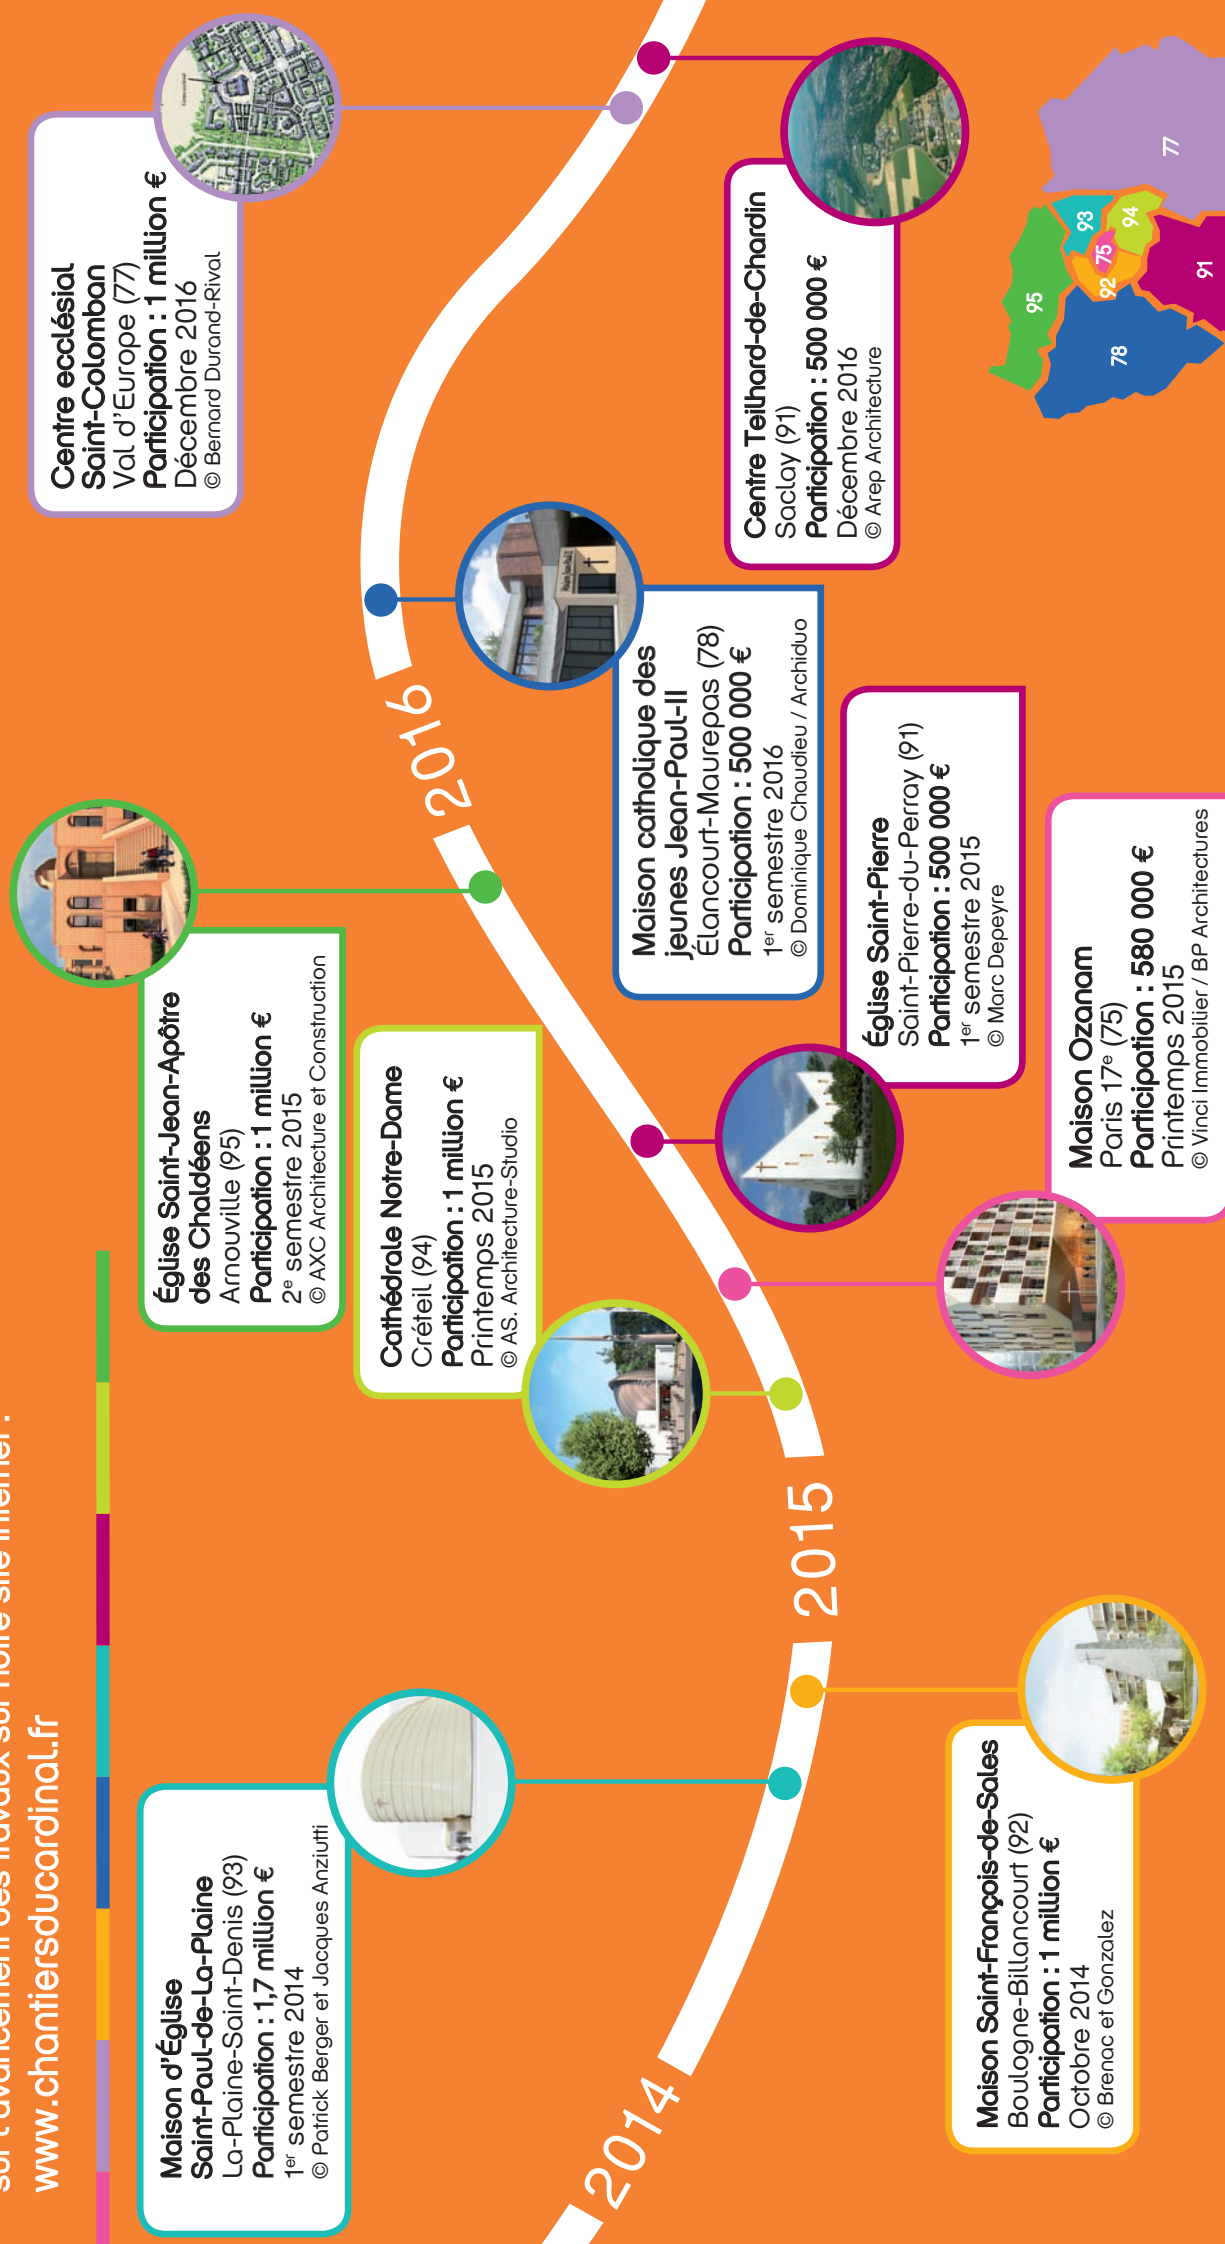 sur l'avancement des travaux sur notre site internet :
www.chantiersducardinal.fr
Maison d'Église
Saint-Paul-de-La-Plaine
La-Plaine-Saint-Denis (93)
Participation : 1,7 million €
1er semestre 2014
© Patrick Berger et Jacques Anziutti
Église Saint-Jean-Apôtre
des Chaldéens
Arnouville (95)
Participation : 1 million €
2e semestre 2015
© AXC Architecture et Construction
Centre ecclésial
Saint-Colomban
Val d'Europe (77)
Participation : 1 million €
Décembre 2016
© Bernard Durand-Rival
Cathédrale Notre-Dame
Créteil (94)
Participation : 1 million €
Printemps 2015
© AS. Architecture-Studio
2014
2015
2016
Maison catholique des
jeunes Jean-Paul-II
Élancourt-Maurepas (78)
Participation : 500 000 €
1er semestre 2016
© Dominique Chaudieu / Archiduo
Centre Teilhard-de-Chardin
Saclay (91)
Participation : 500 000 €
Décembre 2016
© Arep Architecture
Église Saint-Pierre
Saint-Pierre-du-Perray (91)
Participation : 500 000 €
1er semestre 2015
© Marc Depeyre
Maison Saint-François-de-Sales
Boulogne-Billancourt (92)
Participation : 1 million €
Octobre 2014
© Brenac et Gonzalez
Maison Ozanam
Paris 17e (75)
Participation : 580 000 €
Printemps 2015
© Vinci Immobilier / BP Architectures
95
93
75
92
94
78
77
91